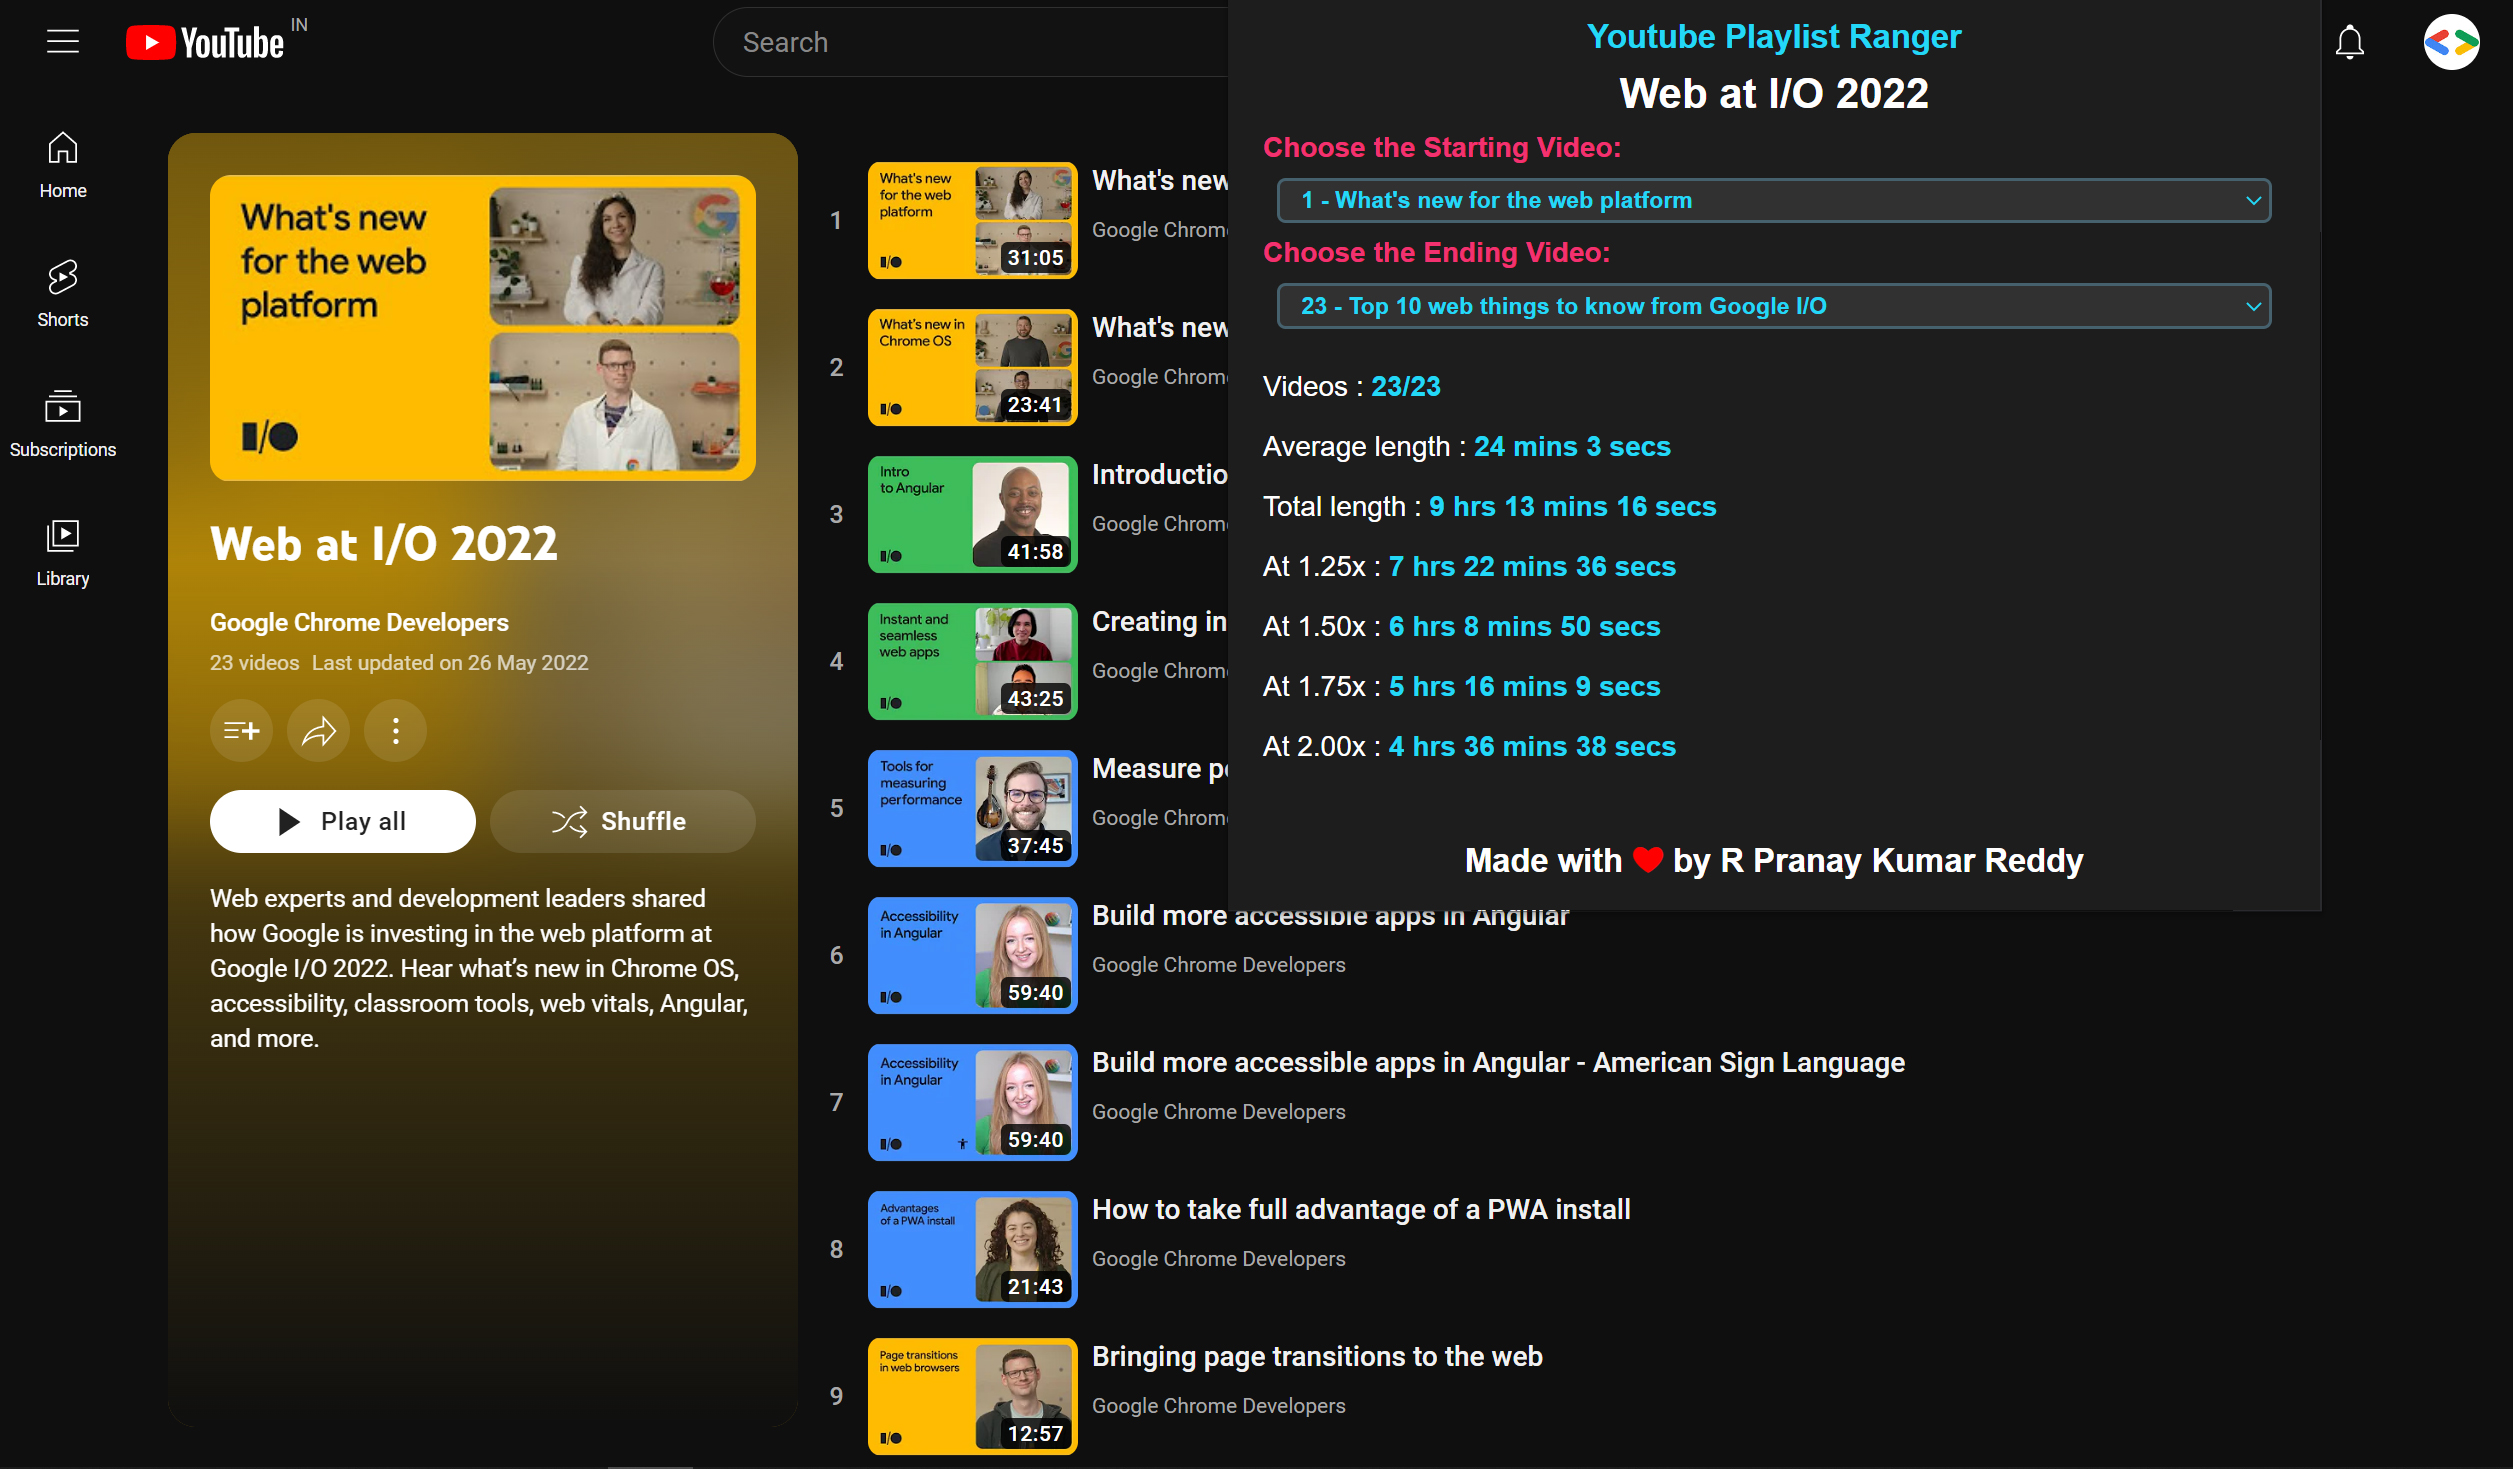 YouTube IN
Search
Home
Shorts
Subscriptions
Library
What's new
for the web
platform
I/O
Web at I/O 2022
Google Chrome Developers
23 videos Last updated on 26 May 2022
Play all
Shuffle
Web experts and development leaders shared
how Google is investing in the web platform at
Google I/O 2022. Hear what’s new in Chrome OS,
accessibility, classroom tools, web vitals, Angular,
and more.
1
What's new
for the web
platform
I/O
31:05
What's new
Google Chrom
2
What's new in
Chrome OS
I/O
23:41
What's new
Google Chrom
3
Intro
to Angular
I/O
41:58
Introductio
Google Chrom
4
Instant and
seamless
web apps
I/O
43:25
Creating in
Google Chrom
5
Tools for
measuring
performance
I/O
37:45
Measure pe
Google Chrom
6
Accessibility
in Angular
I/O
59:40
Build more accessible apps in Angular
Google Chrome Developers
7
Accessibility
in Angular
I/O
59:40
Build more accessible apps in Angular - American Sign Language
Google Chrome Developers
8
Advantages
of a PWA install
I/O
21:43
How to take full advantage of a PWA install
Google Chrome Developers
9
Page transitions
in web browsers
I/O
12:57
Bringing page transitions to the web
Google Chrome Developers
Youtube Playlist Ranger
Web at I/O 2022
Choose the Starting Video:
1 - What's new for the web platform
Choose the Ending Video:
23 - Top 10 web things to know from Google I/O
Videos : 23/23
Average length : 24 mins 3 secs
Total length : 9 hrs 13 mins 16 secs
At 1.25x : 7 hrs 22 mins 36 secs
At 1.50x : 6 hrs 8 mins 50 secs
At 1.75x : 5 hrs 16 mins 9 secs
At 2.00x : 4 hrs 36 mins 38 secs
Made with ❤ by R Pranay Kumar Reddy